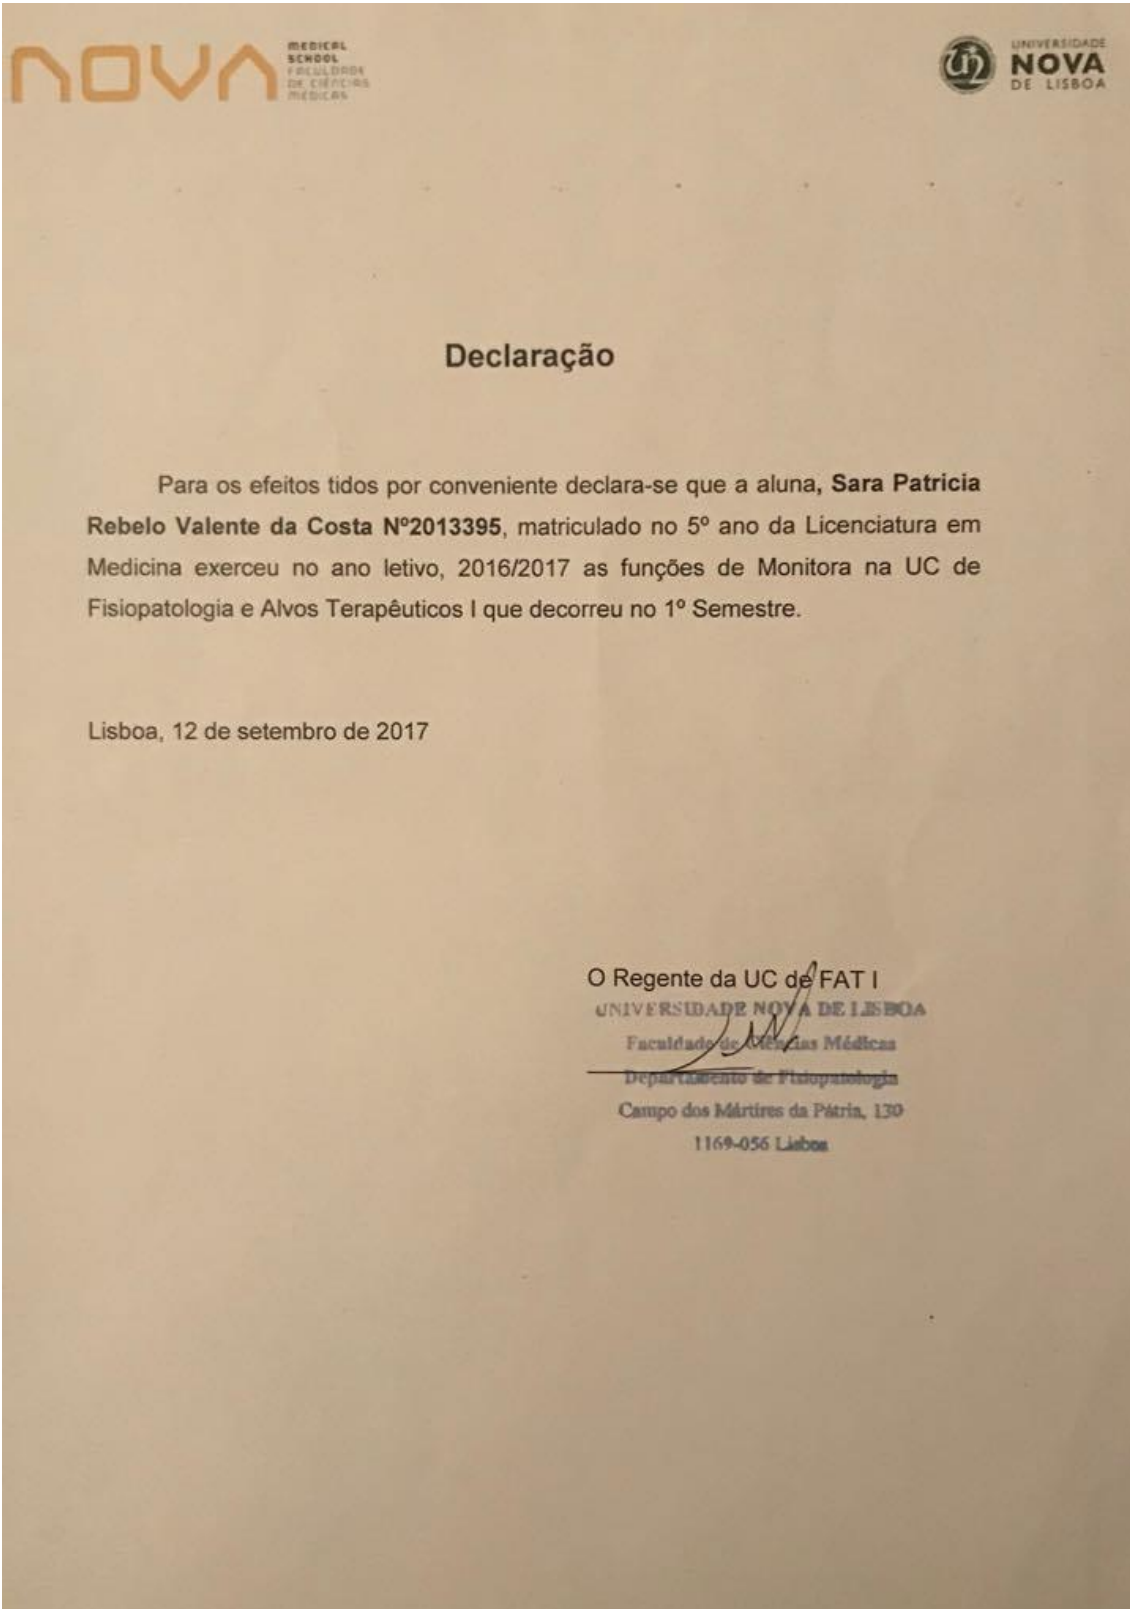 NOVA
MEDICAL
SCHOOL
FACULDADE
DE CIÊNCIAS
MÉDICAS
UNIVERSIDADE
NOVA
DE LISBOA
Declaração
Para os efeitos tidos por conveniente declara-se que a aluna, Sara Patricia
Rebelo Valente da Costa Nº2013395, matriculado no 5º ano da Licenciatura em
Medicina exerceu no ano letivo, 2016/2017 as funções de Monitora na UC de
Fisiopatologia e Alvos Terapêuticos I que decorreu no 1º Semestre.
Lisboa, 12 de setembro de 2017
O Regente da UC de FAT I
UNIVERSIDADE NOVA DE LISBOA
Faculdade de Ciências Médicas
Departamento de Fisiopatologia
Campo dos Mártires da Pátria, 130
1169-056 Lisboa